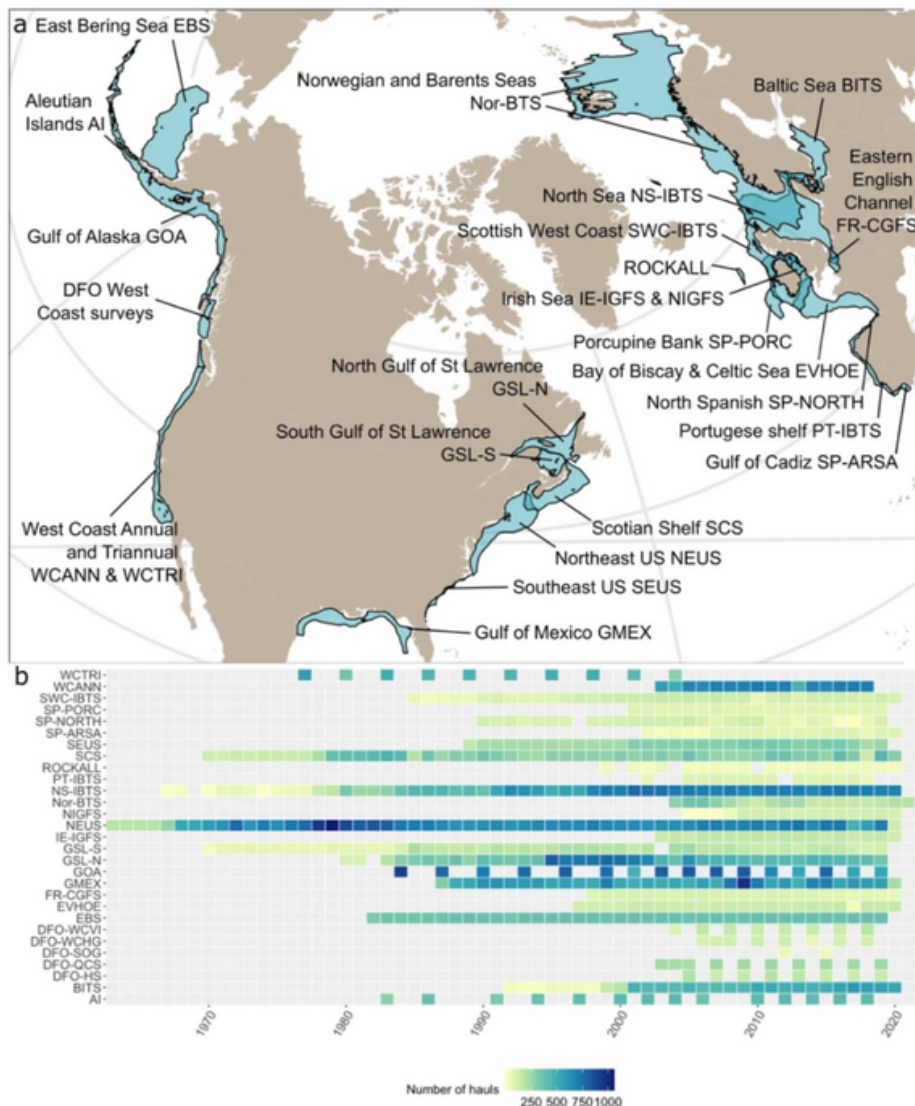 a
East Bering Sea EBS
Aleutian
Islands AI
Gulf of Alaska GOA
DFO West
Coast surveys
West Coast Annual
and Triannual
WCANN & WCTRI
Norwegian and Barents Seas
Nor-BTS
Baltic Sea BITS
Eastern
English
Channel
FR-CGFS
North Sea NS-IBTS
Scottish West Coast SWC-IBTS
ROCKALL
Irish Sea IE-IGFS & NIGFS
Porcupine Bank SP-PORC
Bay of Biscay & Celtic Sea EVHOE
North Spanish SP-NORTH
Portugese shelf PT-IBTS
Gulf of Cadiz SP-ARSA
North Gulf of St Lawrence
GSL-N
South Gulf of St Lawrence
GSL-S
Scotian Shelf SCS
Northeast US NEUS
Southeast US SEUS
Gulf of Mexico GMEX
b
WCTRI
WCANN
SWC-IBTS
SP-PORC
SP-NORTH
SP-ARSA
SEUS
SCS
ROCKALL
PT-IBTS
NS-IBTS
Nor-BTS
NIGFS
NEUS
IE-IGFS
GSL-S
GSL-N
GOA
GMEX
FR-CGFS
EVHOE
EBS
DFO-WCVI
DFO-WCHG
DFO-SOG
DFO-QCS
DFO-HS
BITS
AI
1970 1980 1990 2000 2010 2020
Number of hauls
250 500 750 1000